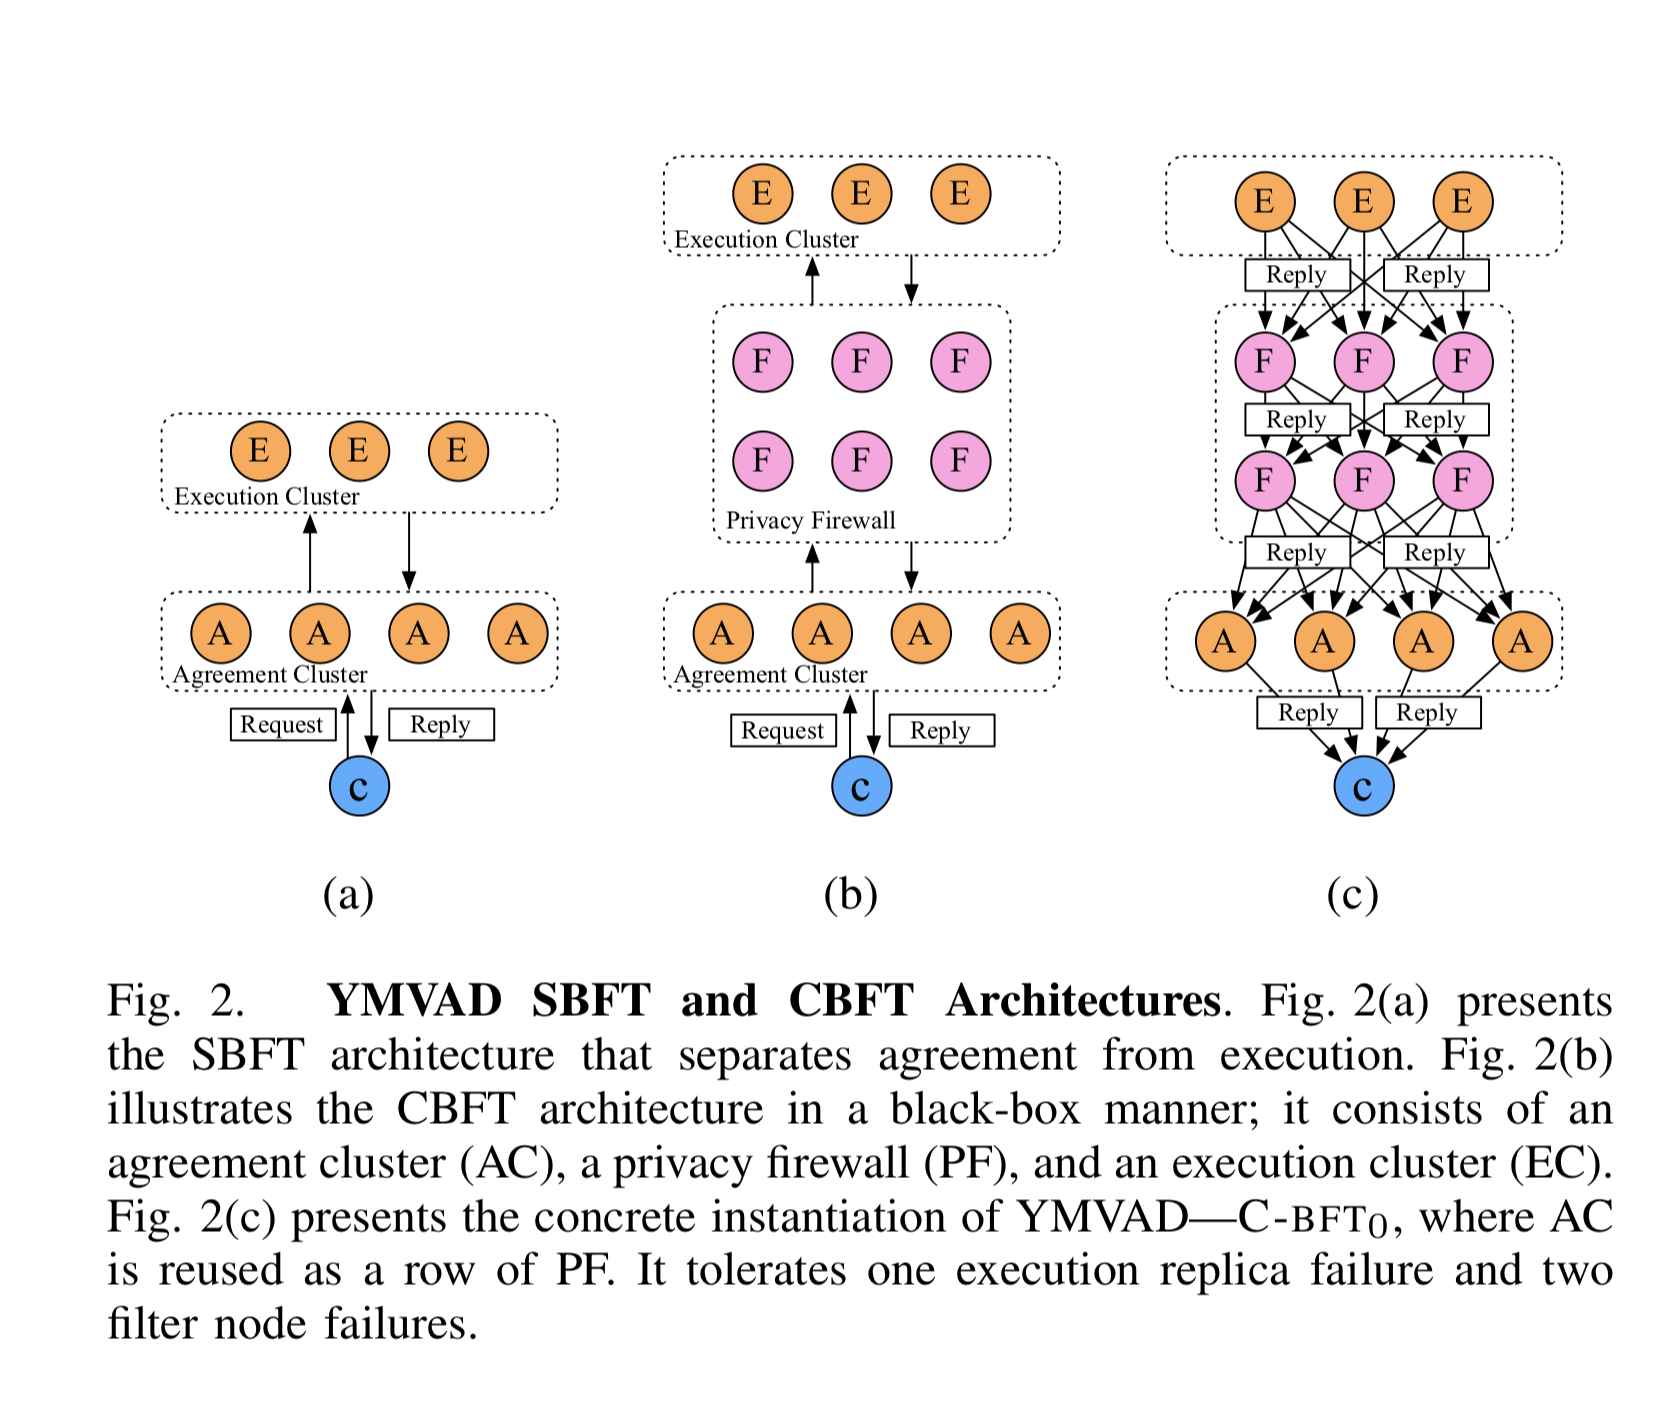 E E E
Execution Cluster
A A A A
Agreement Cluster
Request Reply
c
(a)
E E E
Execution Cluster
F F F
F F F
Privacy Firewall
A A A A
Agreement Cluster
Request Reply
c
(b)
E E E
Reply Reply
F F F
Reply Reply
F F F
Reply Reply
A A A A
Reply Reply
c
(c)
Fig. 2. YMVAD SBFT and CBFT Architectures. Fig. 2(a) presents
the SBFT architecture that separates agreement from execution. Fig. 2(b)
illustrates the CBFT architecture in a black-box manner; it consists of an
agreement cluster (AC), a privacy firewall (PF), and an execution cluster (EC).
Fig. 2(c) presents the concrete instantiation of YMVAD—C-BFT0, where AC
is reused as a row of PF. It tolerates one execution replica failure and two
filter node failures.